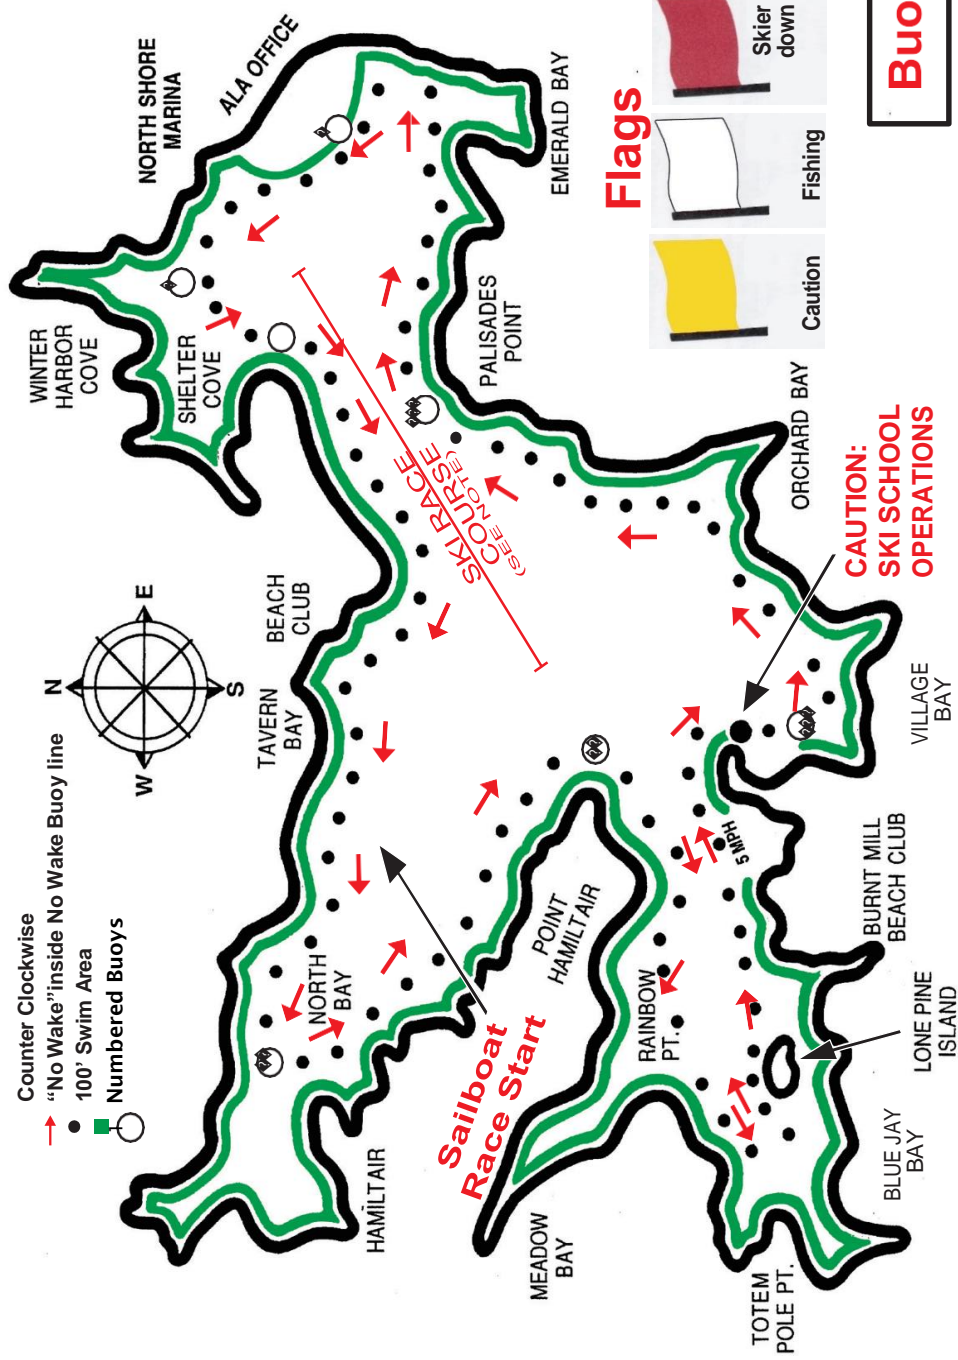 Counter Clockwise
“No Wake”inside No Wake Buoy line
100' Swim Area
Numbered Buoys
N
W
E
S
WINTER
HARBOR
COVE
SHELTER
COVE
NORTH SHORE
MARINA
ALA OFFICE
EMERALD BAY
PALISADES
POINT
BEACH
CLUB
TAVERN
BAY
SKI RACE
COURSE
(SEE NOTE)
ORCHARD BAY
CAUTION:
SKI SCHOOL
OPERATIONS
VILLAGE
BAY
5 MPH
BURNT MILL
BEACH CLUB
LONE PINE
ISLAND
BLUE JAY
BAY
TOTEM
POLE PT.
RAINBOW
PT.
POINT
HAMILTAIR
NORTH
BAY
HAMILTAIR
MEADOW
BAY
Sailboat
Race Start
Flags
Caution
Fishing
Skier
down
Buo